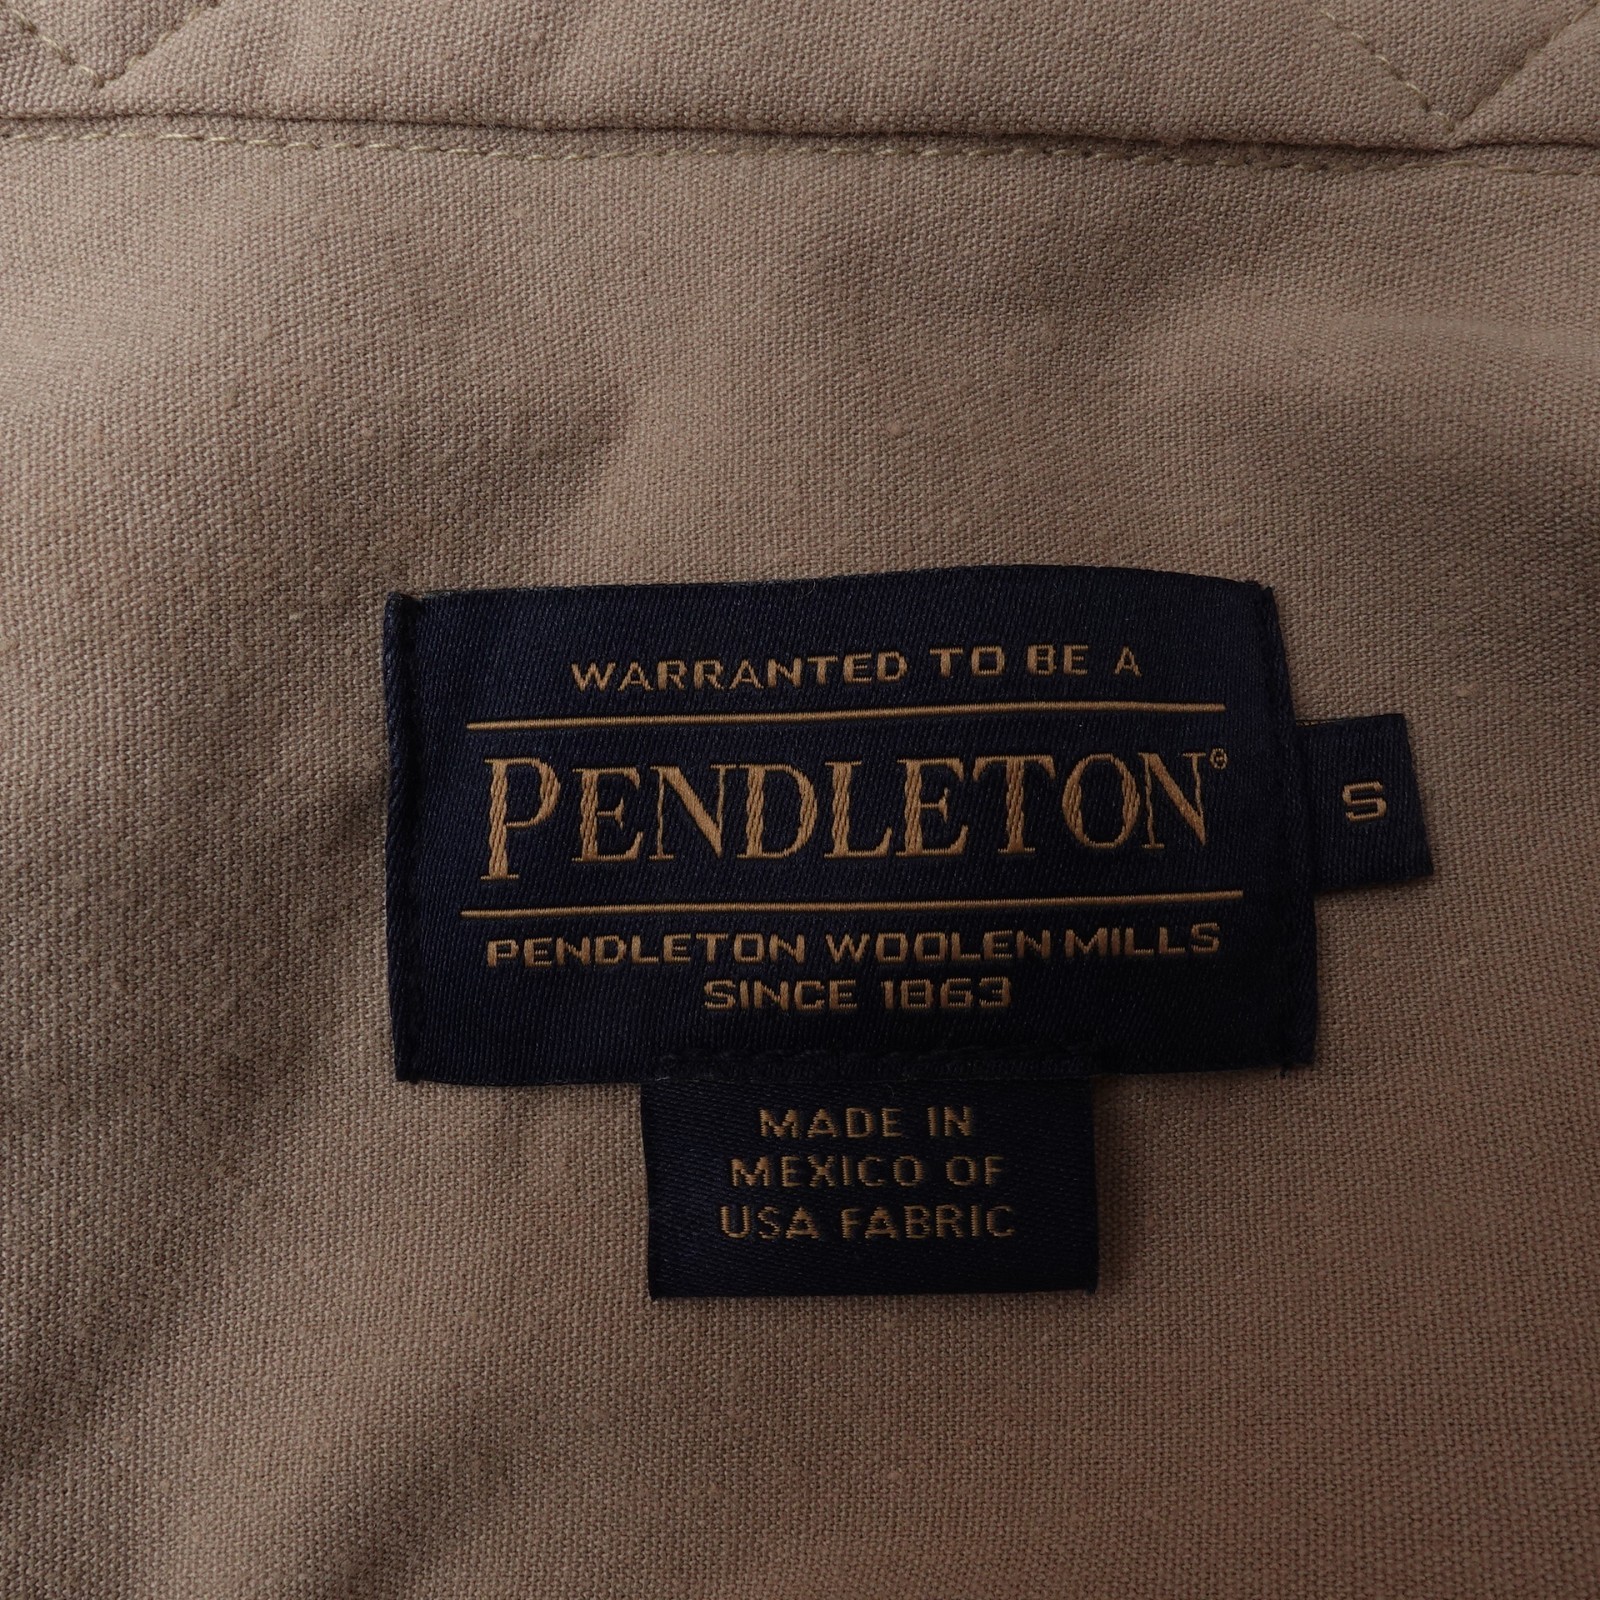 WARRANTED TO BE A
PENDLETON®
S
PENDLETON WOOLEN MILLS
SINCE 1863
MADE IN
MEXICO OF
USA FABRIC